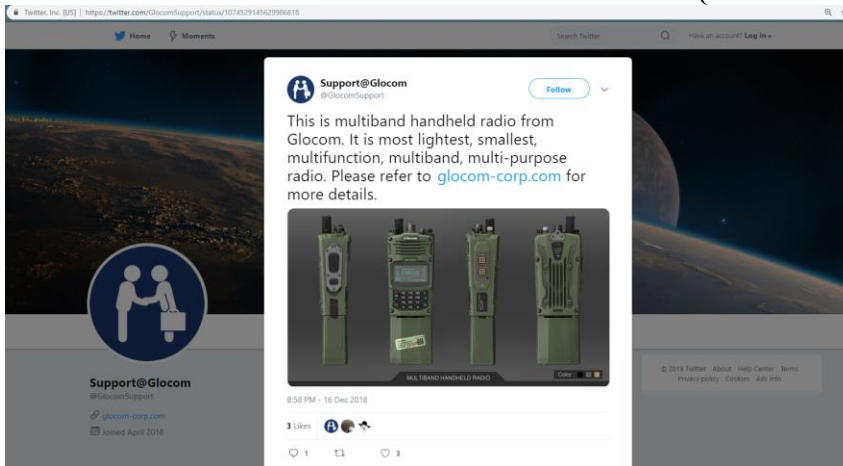 Twitter, Inc. [US] | https://twitter.com/GlocomSupport/status/1074529145629986818
Home Moments Search Twitter Have an account? Log in
Support@Glocom
@GlocomSupport
Follow
This is multiband handheld radio from
Glocom. It is most lightest, smallest,
multifunction, multiband, multi-purpose
radio. Please refer to glocom-corp.com for
more details.
MULTIBAND HANDHELD RADIO
Color :
8:58 PM - 16 Dec 2018
3 Likes
1 3
Support@Glocom
@GlocomSupport
glocom-corp.com
Joined April 2018
© 2018 Twitter About Help Center Terms
Privacy policy Cookies Ads info